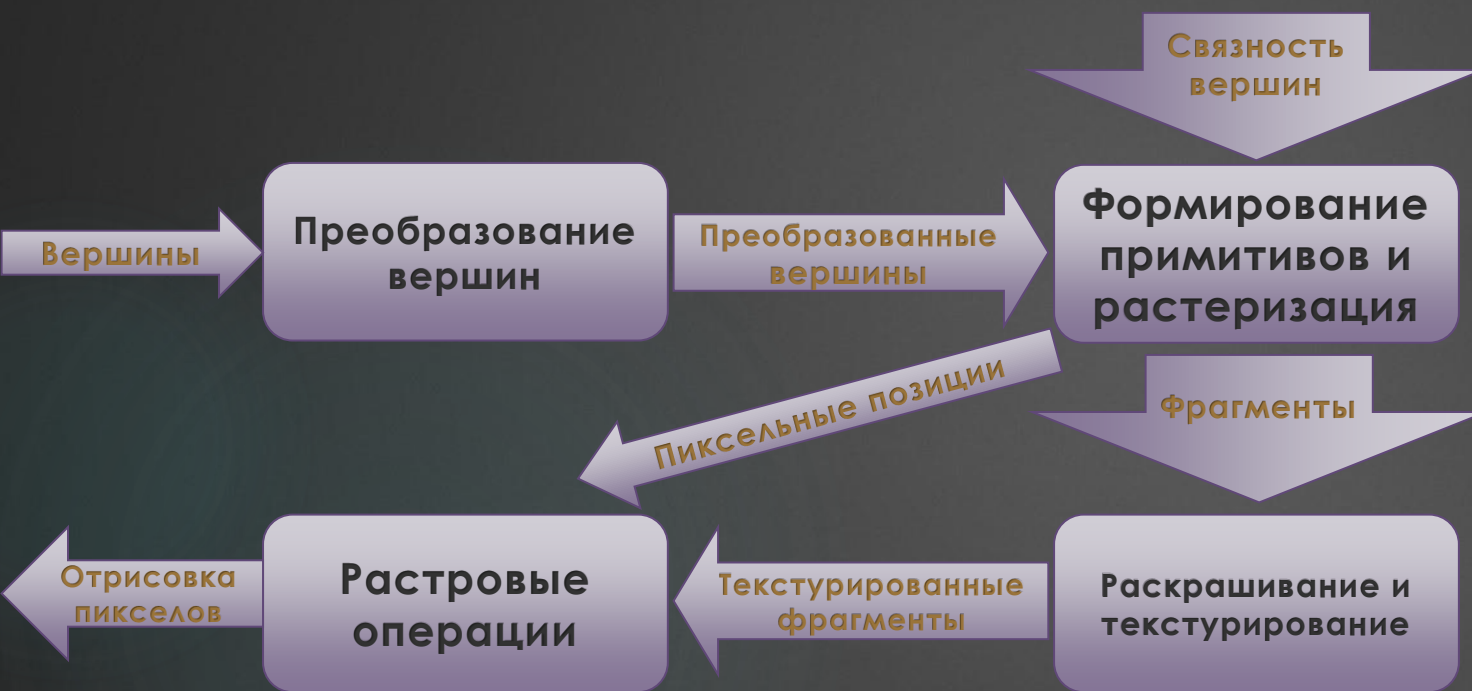 Связность
вершин
Вершины
Преобразование
вершин
Преобразованные
вершины
Формирование
примитивов и
растеризация
Пиксельные позиции
Фрагменты
Отрисовка
пикселов
Растровые
операции
Текстурированные
фрагменты
Раскрашивание и
текстурирование